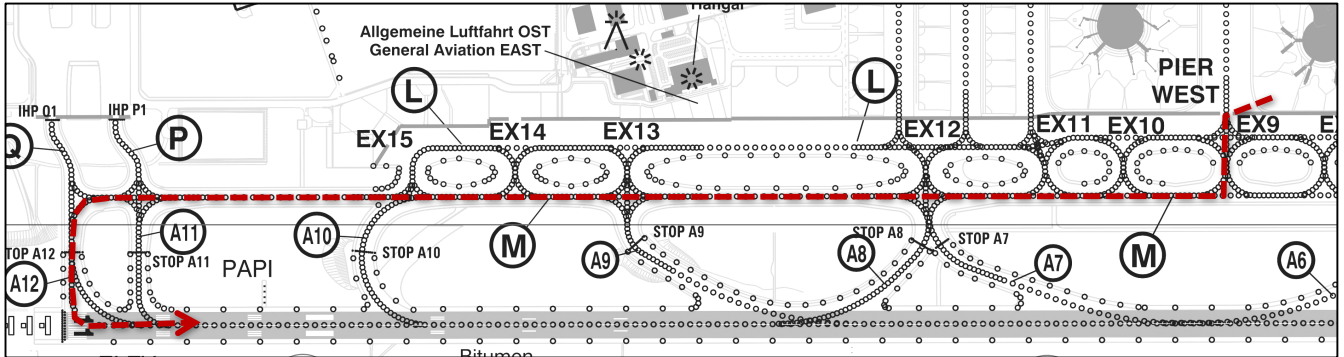 Hangar
Allgemeine Luftfahrt OST
General Aviation EAST
PIER
WEST
IHP Q1
IHP P1
L
L
Q
P
EX15
EX14
EX13
EX12
EX11
EX10
EX9
A12
A11
A10
M
A9
A8
A7
M
A6
STOP A12
STOP A11
STOP A10
STOP A9
STOP A8
STOP A7
PAPI
Bitumen